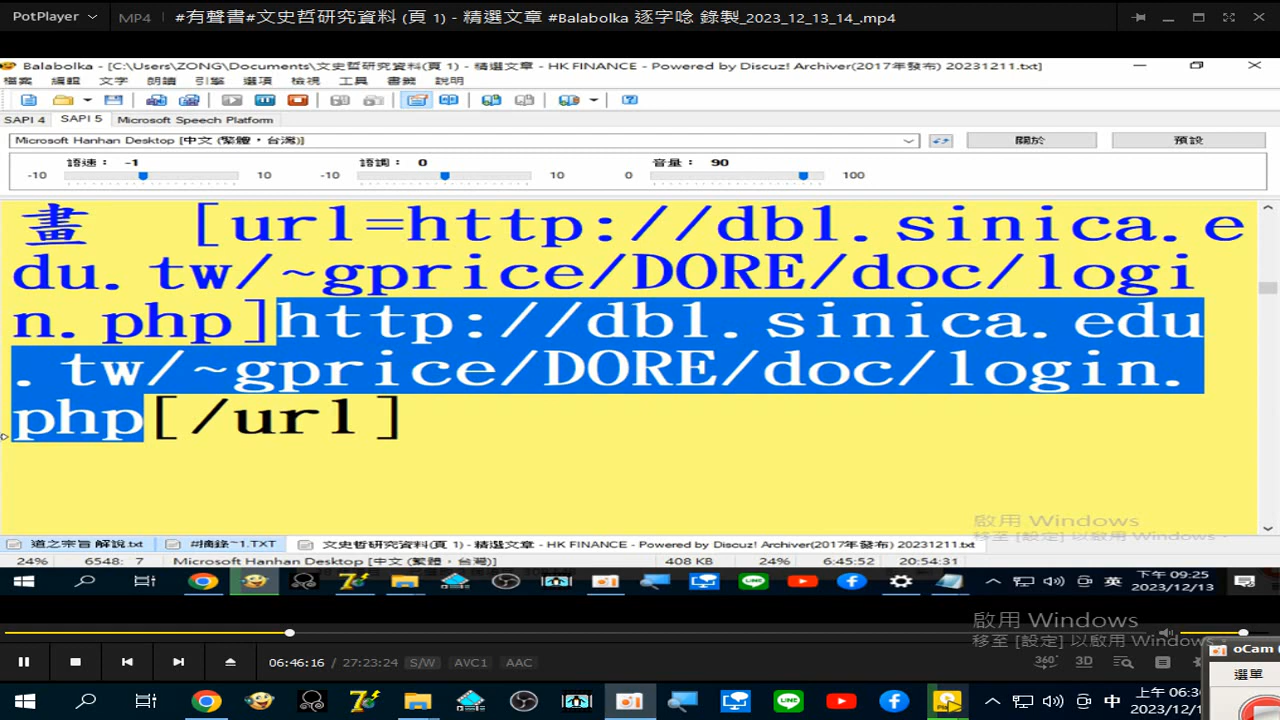 PotPlayer MP4 #有聲書#文史哲研究資料 (頁 1) - 精選文章 #Balabolka 逐字唸 錄製_2023_12_13_14_.mp4
Balabolka - [C:\Users\ZONG\Documents\文史哲研究資料(頁 1) - 精選文章 - HK FINANCE - Powered by Discuz! Archiver(2017年發布) 20231211.txt]
檔案 編輯 文字 朗讀 引擎 選項 檢視 工具 書籤 說明
SAPI 4 SAPI 5 Microsoft Speech Platform
Microsoft Hanhan Desktop [中文 (繁體，台灣)] 關於 預設
語速： -1 語調： 0 音量： 90
-10 10 -10 10 0 100
畫 [url=http://db1.sinica.e
du.tw/~gprice/DORE/doc/logi
n.php]http://db1.sinica.edu
.tw/~gprice/DORE/doc/login.
php[/url]
啟用 Windows
移至 [設定] 以啟用 Windows。
道之宗旨 解說.txt #摘錄~1.TXT 文史哲研究資料(頁 1) - 精選文章 - HK FINANCE - Powered by Discuz! Archiver(2017年發布) 20231211.txt
24% 6548: 7 Microsoft Hanhan Desktop [中文 (繁體，台灣)] 408 KB 24% 6:45:52 20:54:31
英 下午 09:25
2023/12/13
啟用 Windows
移至 [設定] 以啟用 Windows。
06:46:16 / 27:23:24 S/W AVC1 AAC 360° 3D
oCam
選單
中 上午 06:3
2023/12/1